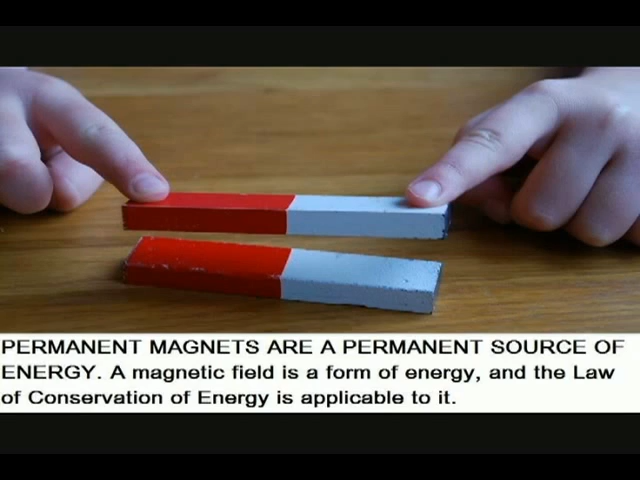 PERMANENT MAGNETS ARE A PERMANENT SOURCE OF
ENERGY. A magnetic field is a form of energy, and the Law
of Conservation of Energy is applicable to it.